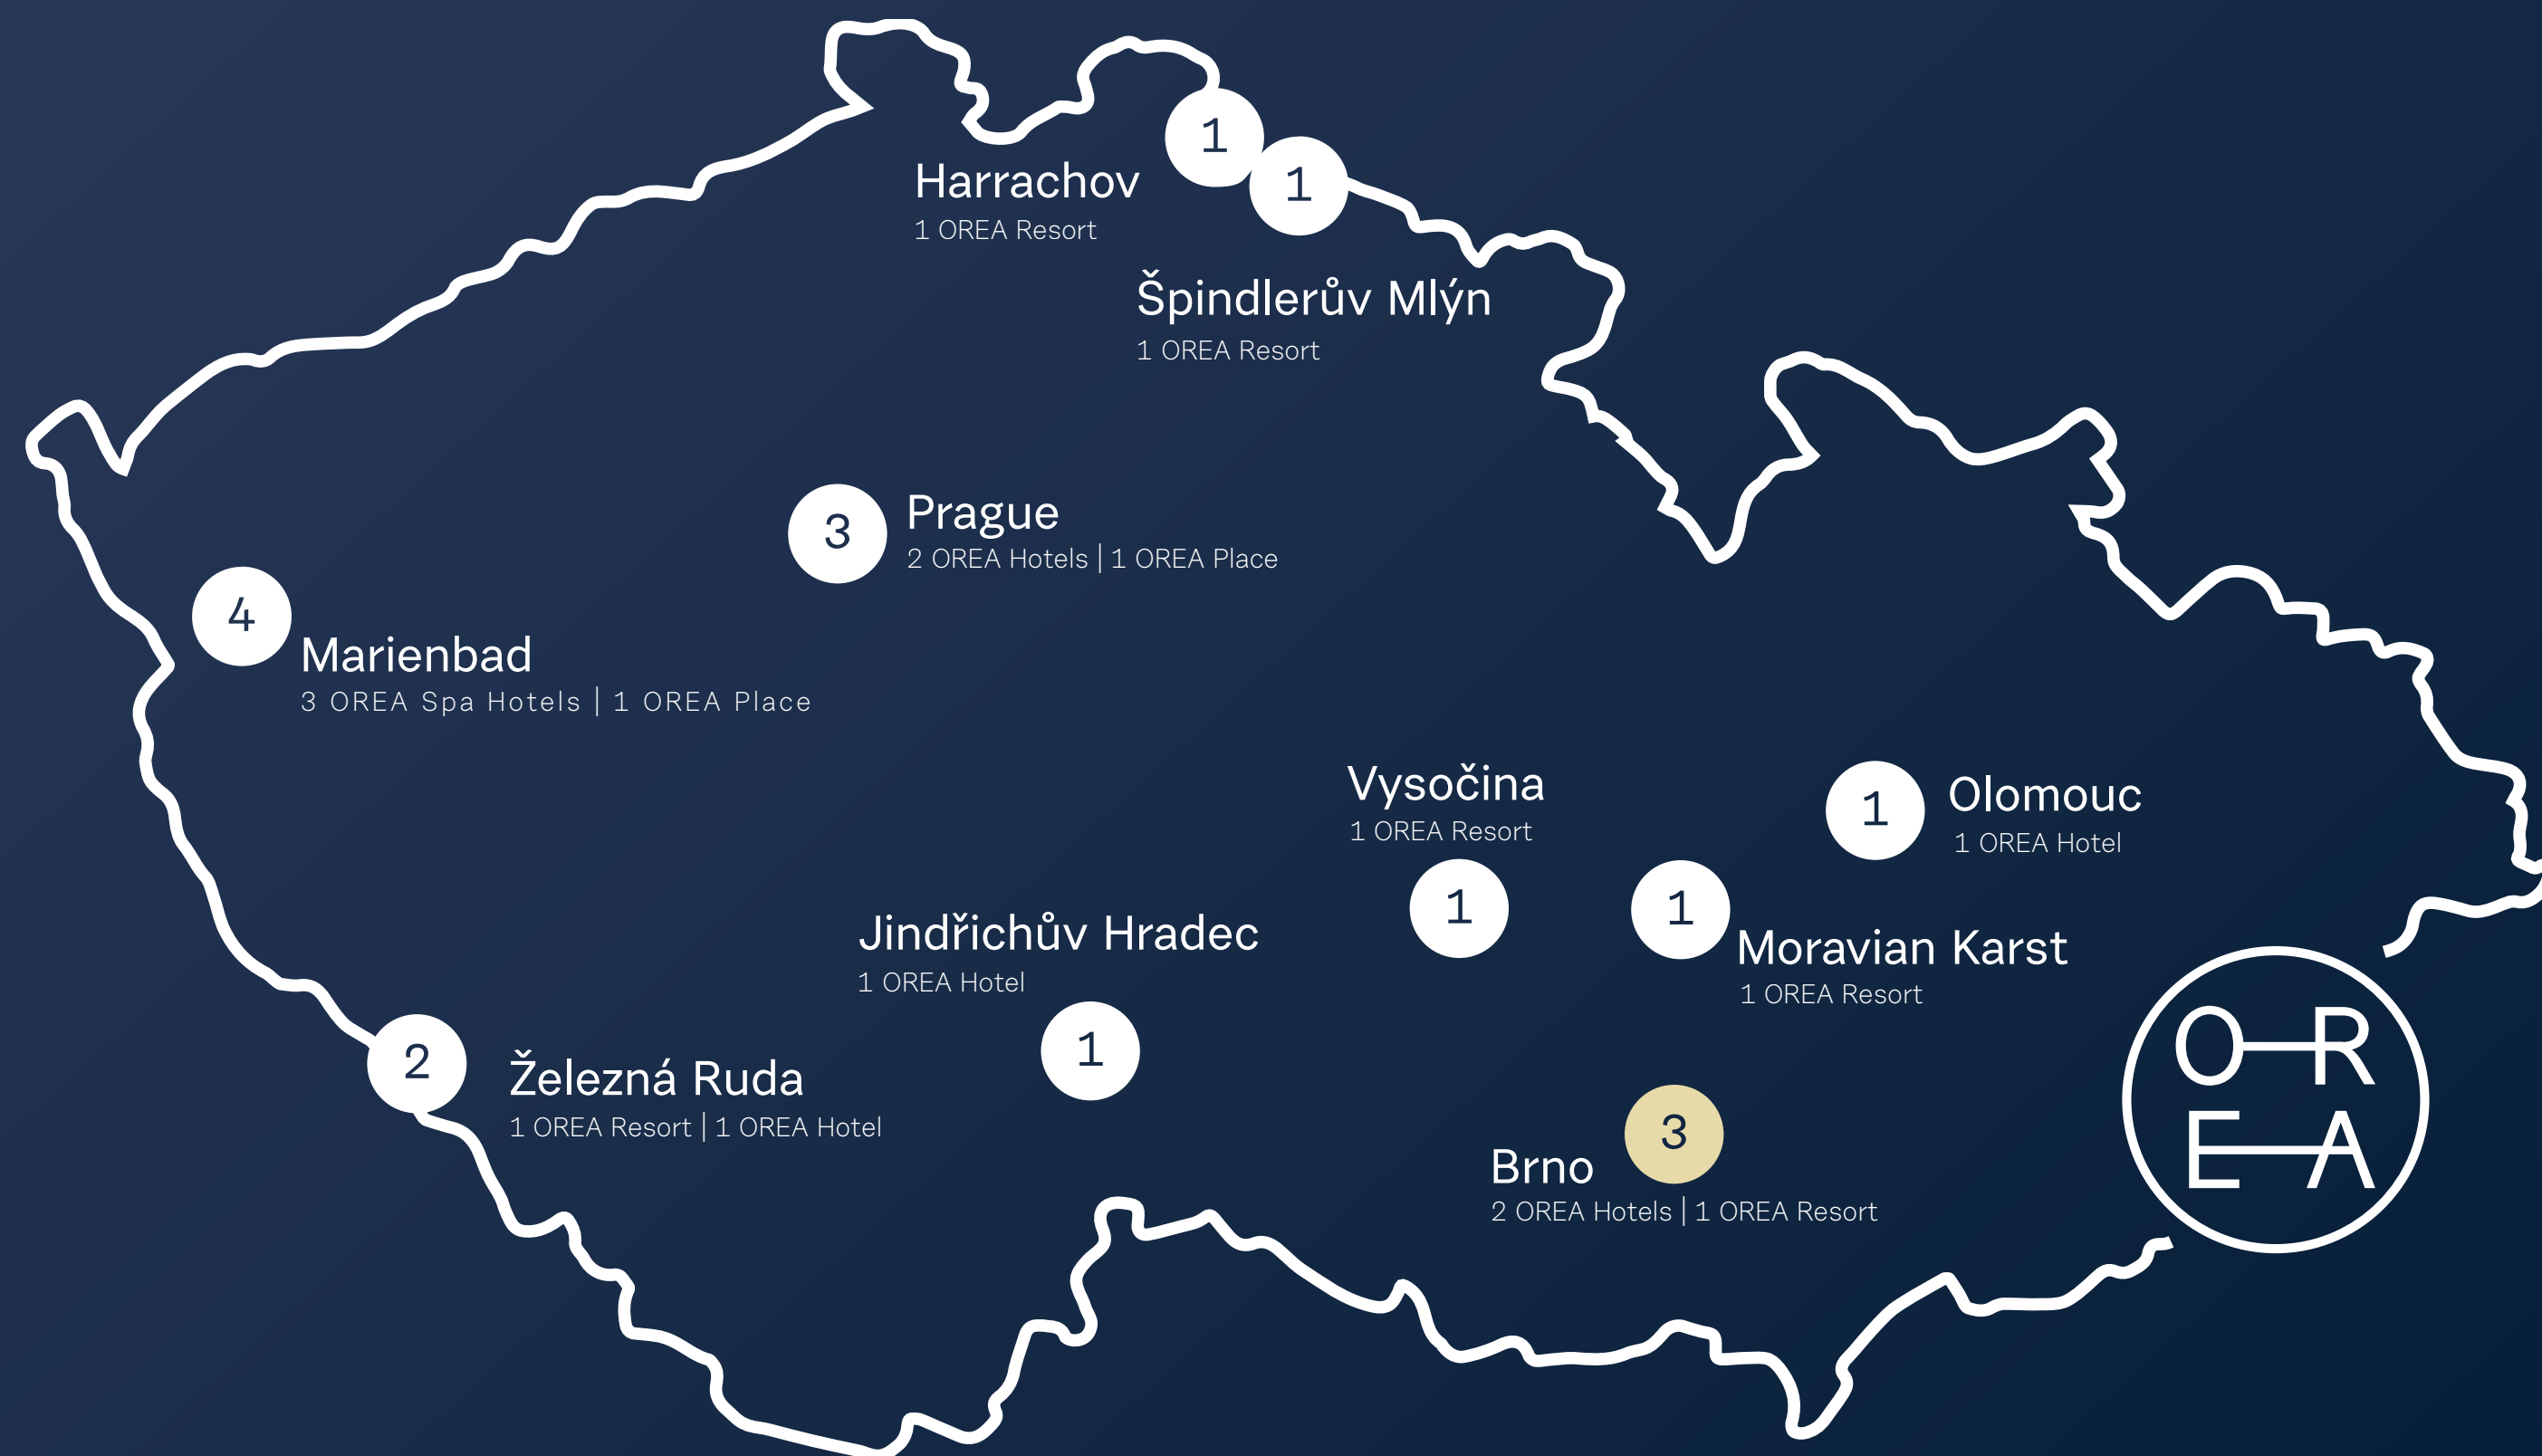 1
Harrachov
1 OREA Resort
1
Špindlerův Mlýn
1 OREA Resort
3
Prague
2 OREA Hotels | 1 OREA Place
4
Marienbad
3 OREA Spa Hotels | 1 OREA Place
Vysočina
1 OREA Resort
1
1
Olomouc
1 OREA Hotel
1
Moravian Karst
1 OREA Resort
Jindřichův Hradec
1 OREA Hotel
1
2
Železná Ruda
1 OREA Resort | 1 OREA Hotel
3
Brno
2 OREA Hotels | 1 OREA Resort
O R
E A